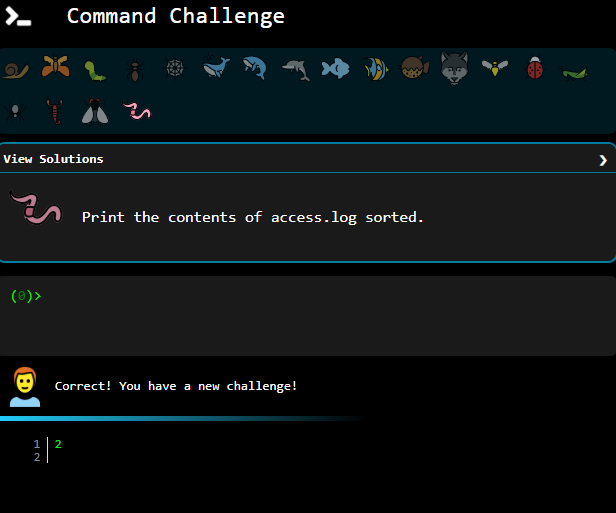 Command Challenge
View Solutions
Print the contents of access.log sorted.
(0)>
Correct! You have a new challenge!
1 2
2